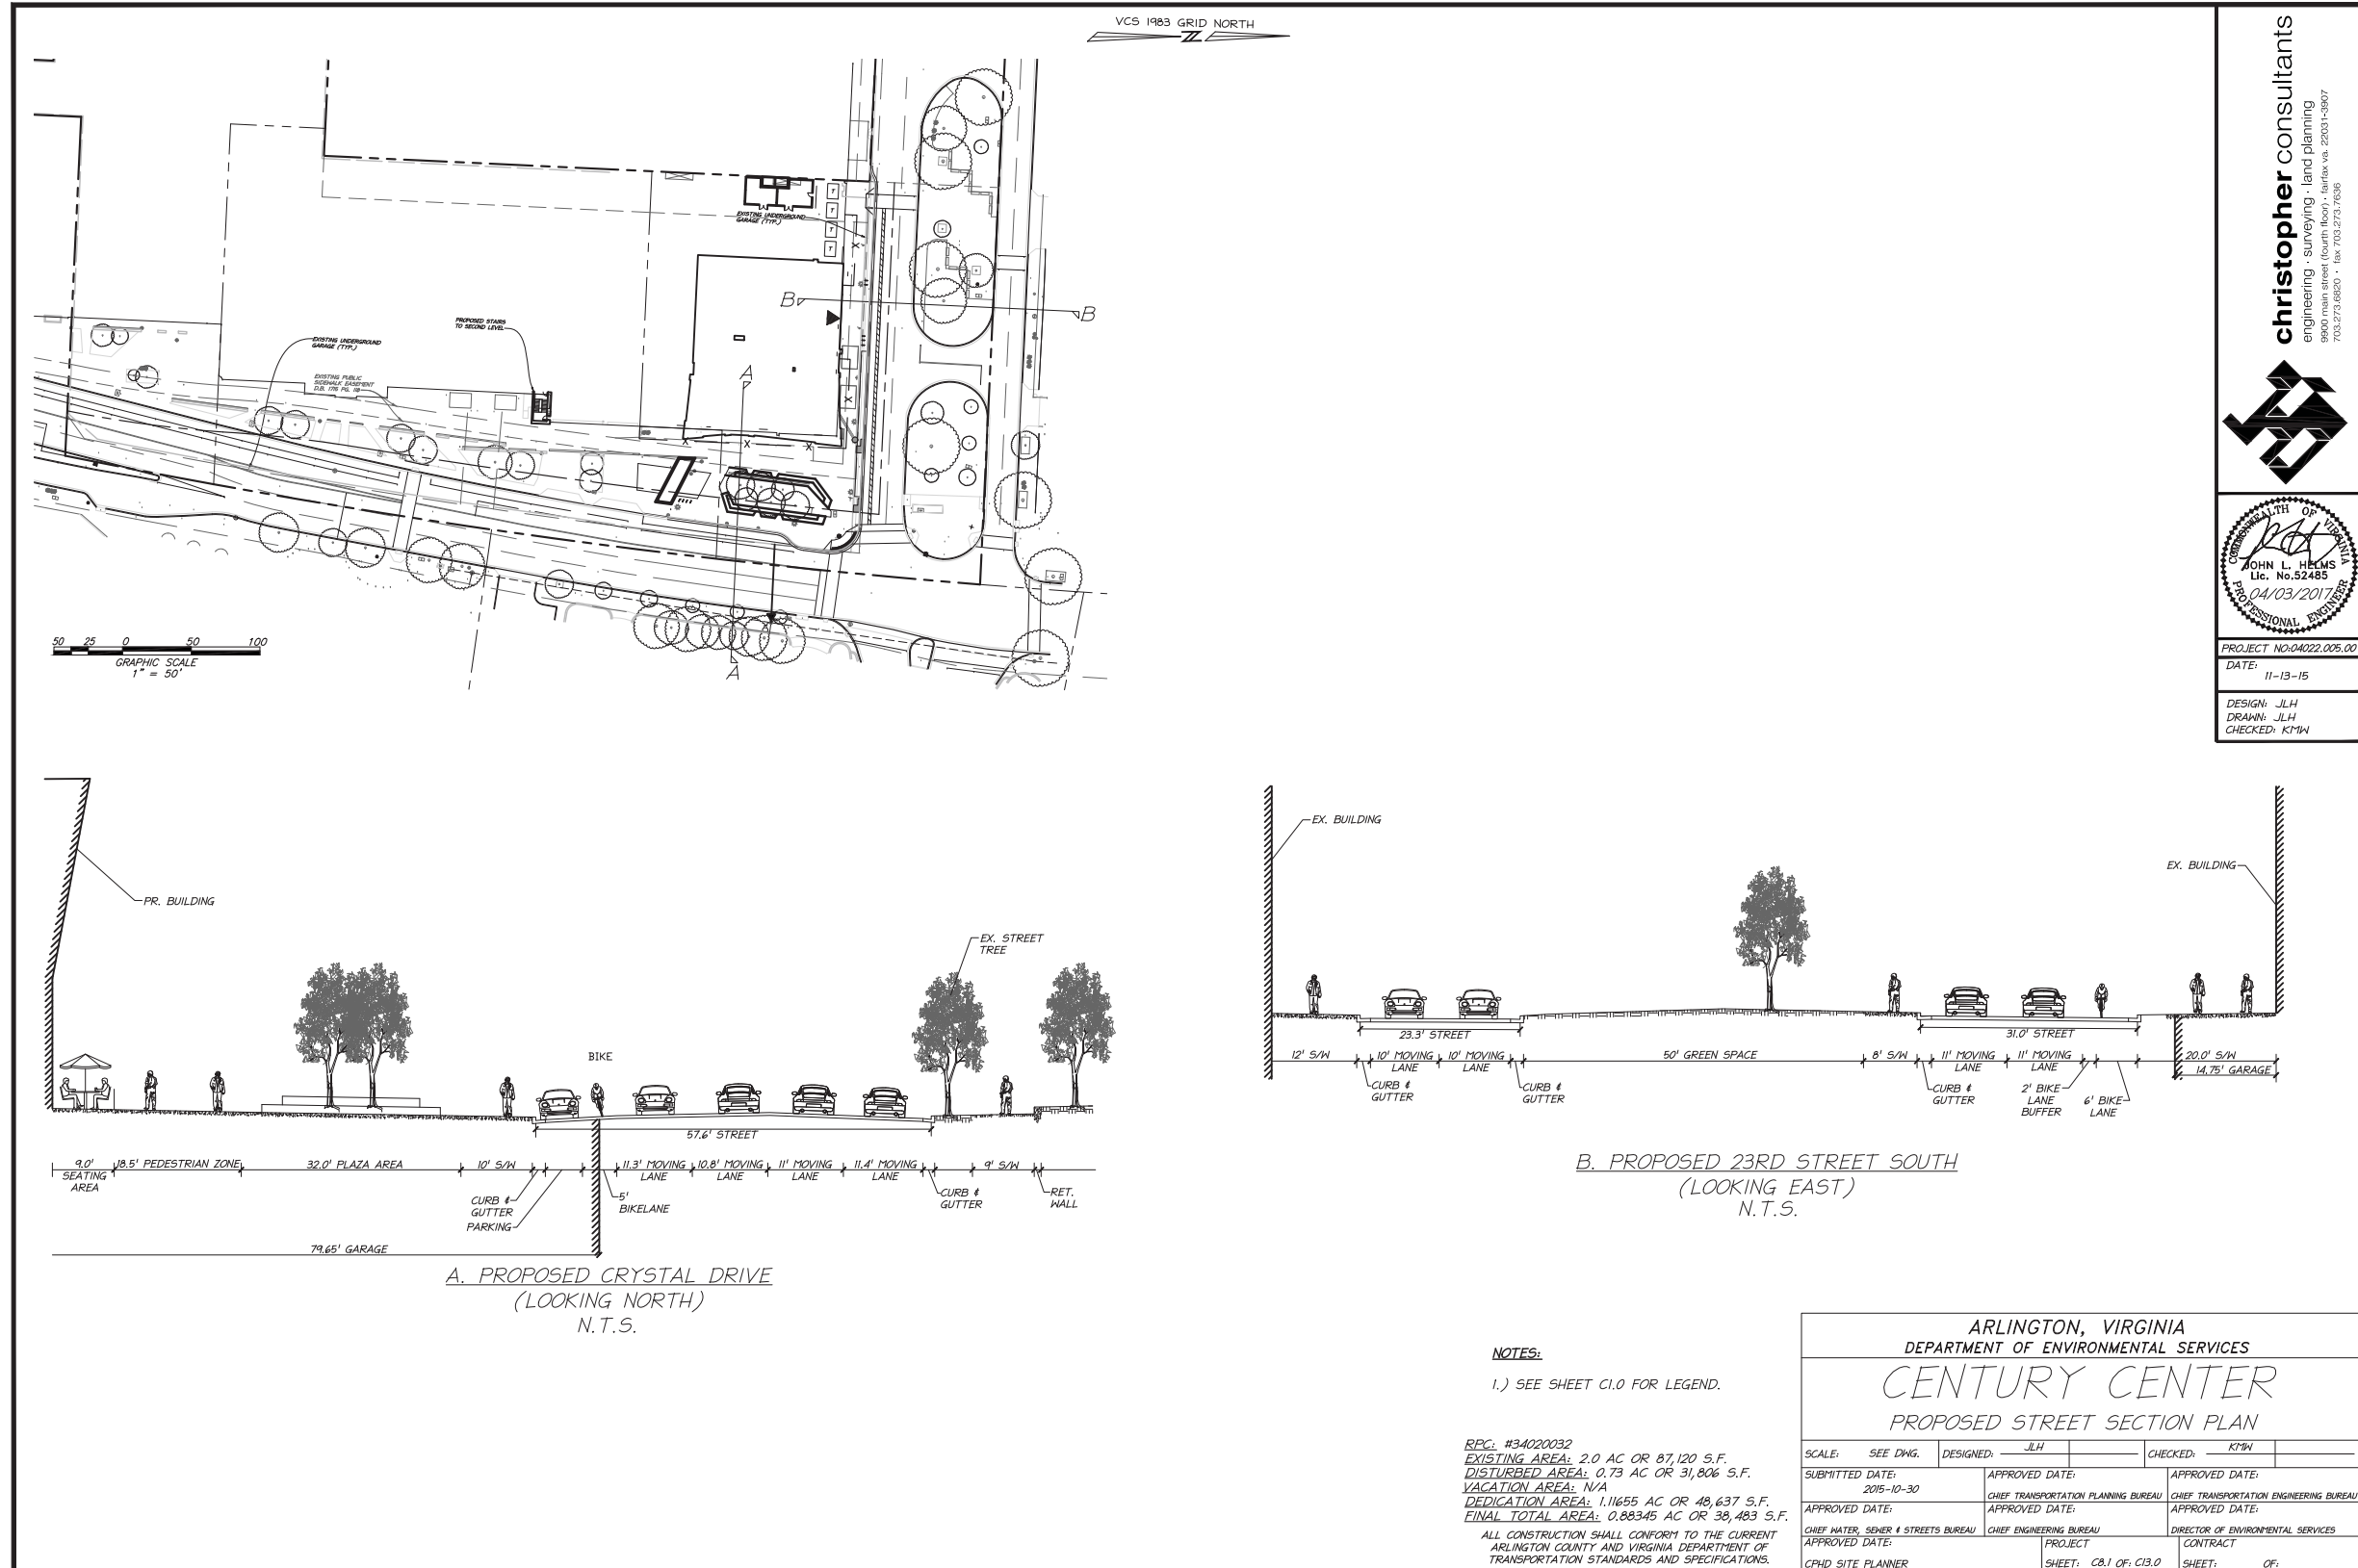 VCS 1983 GRID NORTH
EXISTING UNDERGROUND
GARAGE (TYP.)
T
T
T
T
X
B
B
PROPOSED STAIRS
TO SECOND LEVEL
EXISTING UNDERGROUND
GARAGE (TYP.)
EXISTING PUBLIC
SIDEWALK EASEMENT
A
X
X
X
X
A
50 25 0 50 100
GRAPHIC SCALE
1" = 50'
christopher consultants
engineering · surveying · land planning
9900 main street (fourth floor) · fairfax va. 22031-3907
703.273.6820 · fax 703.273.7636
COMMONWEALTH OF VIRGINIA
JOHN L. HELMS
Lic. No.52485
04/03/2017
PROFESSIONAL ENGINEER
PROJECT NO:04022.005.00
DATE:
11-13-15
DESIGN: JLH
DRAWN: JLH
CHECKED: KMW
PR. BUILDING
EX. STREET
TREE
BIKE
57.6' STREET
9.0'
SEATING
AREA
18.5' PEDESTRIAN ZONE
32.0' PLAZA AREA
10' S/W
CURB &
GUTTER
PARKING
5'
BIKELANE
11.3' MOVING
LANE
10.8' MOVING
LANE
11' MOVING
LANE
11.4' MOVING
LANE
CURB &
GUTTER
9' S/W
RET.
WALL
79.65' GARAGE
A. PROPOSED CRYSTAL DRIVE
(LOOKING NORTH)
N.T.S.
EX. BUILDING
EX. BUILDING
23.3' STREET
31.0' STREET
12' S/W
10' MOVING
LANE
10' MOVING
LANE
50' GREEN SPACE
8' S/W
11' MOVING
LANE
11' MOVING
LANE
20.0' S/W
14.75' GARAGE
CURB &
GUTTER
CURB &
GUTTER
CURB &
GUTTER
2' BIKE
LANE
BUFFER
6' BIKE
LANE
B. PROPOSED 23RD STREET SOUTH
(LOOKING EAST)
N.T.S.
NOTES:
1.) SEE SHEET C1.0 FOR LEGEND.
RPC: #34020032
EXISTING AREA: 2.0 AC OR 87,120 S.F.
DISTURBED AREA: 0.73 AC OR 31,806 S.F.
VACATION AREA: N/A
DEDICATION AREA: 1.11655 AC OR 48,637 S.F.
FINAL TOTAL AREA: 0.88345 AC OR 38,483 S.F.
ALL CONSTRUCTION SHALL CONFORM TO THE CURRENT
ARLINGTON COUNTY AND VIRGINIA DEPARTMENT OF
TRANSPORTATION STANDARDS AND SPECIFICATIONS.
ARLINGTON, VIRGINIA
DEPARTMENT OF ENVIRONMENTAL SERVICES
CENTURY CENTER
PROPOSED STREET SECTION PLAN
SCALE: SEE DWG. DESIGNED: JLH CHECKED: KMW
SUBMITTED DATE: APPROVED DATE: APPROVED DATE:
2015-10-30
CHIEF TRANSPORTATION PLANNING BUREAU CHIEF TRANSPORTATION ENGINEERING BUREAU
APPROVED DATE: APPROVED DATE: APPROVED DATE:
CHIEF WATER, SEWER & STREETS BUREAU CHIEF ENGINEERING BUREAU DIRECTOR OF ENVIRONMENTAL SERVICES
APPROVED DATE: PROJECT CONTRACT
CPHD SITE PLANNER SHEET: C8.1 OF: C13.0 SHEET: OF: